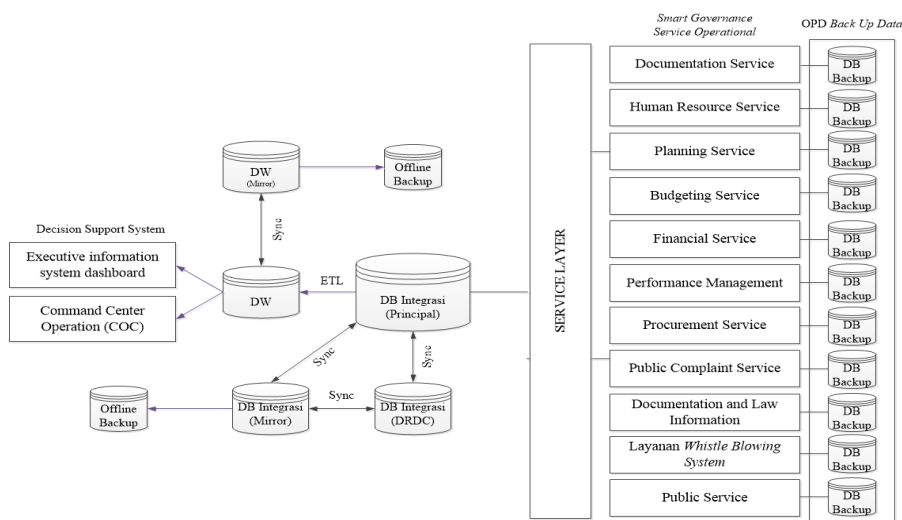 Smart Governance
Service Operational
OPD Back Up Data
Documentation Service
DB
Backup
Human Resource Service
DB
Backup
Planning Service
DB
Backup
Budgeting Service
DB
Backup
Financial Service
DB
Backup
Performance Management
DB
Backup
Procurement Service
DB
Backup
Public Complaint Service
DB
Backup
Documentation and Law
Information
DB
Backup
Layanan Whistle Blowing
System
DB
Backup
Public Service
DB
Backup
SERVICE LAYER
DW
(Mirror)
Offline
Backup
Sync
Decision Support System
Executive information
system dashboard
Command Center
Operation (COC)
DW
ETL
DB Integrasi
(Principal)
Sync
Sync
Offline
Backup
DB Integrasi
(Mirror)
Sync
DB Integrasi
(DRDC)